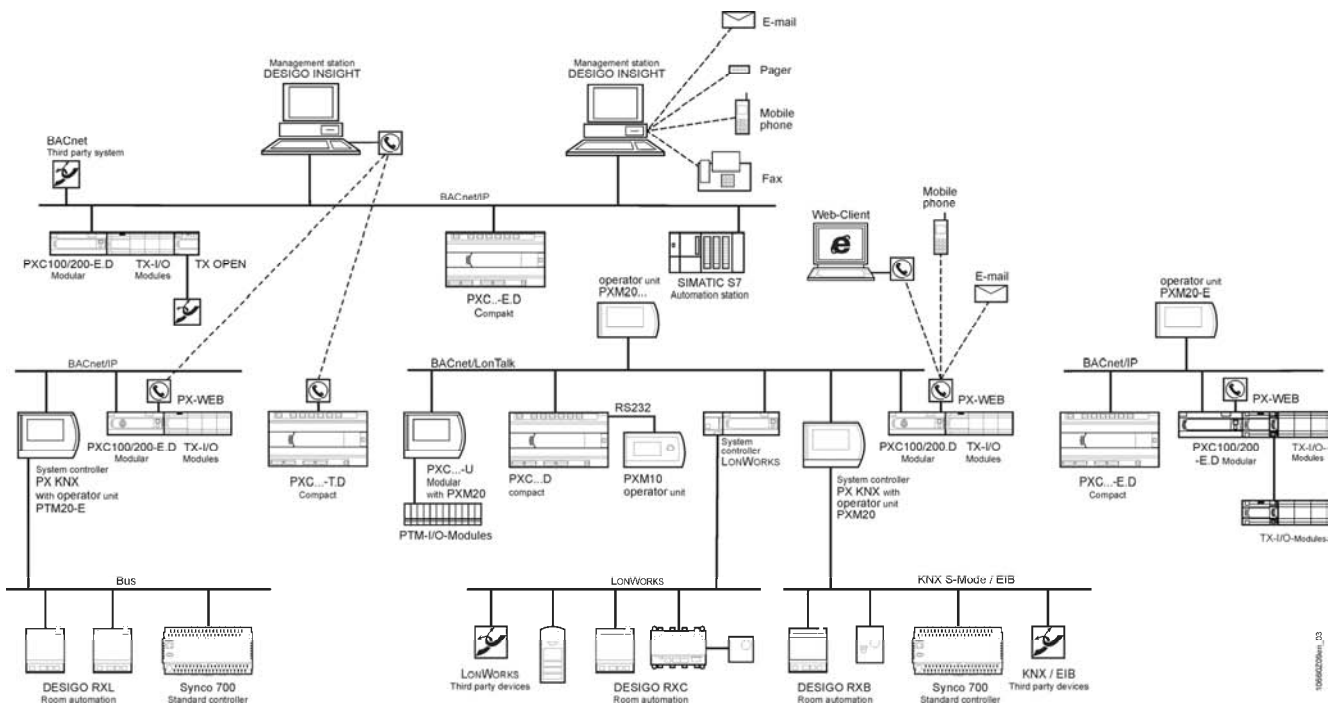 E-mail
Management station
DESIGO INSIGHT
Management station
DESIGO INSIGHT
Pager
Mobile
phone
BACnet
Third party system
Fax
BACnet/IP
Mobile
phone
Web-Client
PXC100/200-E.D
Modular
TX-I/O
Modules
TX OPEN
PXC..-E.D
Compakt
SIMATIC S7
Automation station
E-mail
operator unit
PXM20...
operator unit
PXM20-E
BACnet/IP
BACnet/LonTalk
BACnet/IP
PX-WEB
RS232
PX-WEB
PX-WEB
PXC100/200-E.D
Modular
TX-I/O
Modules
System controller
PX KNX
with operator unit
PTM20-E
PXC...-T.D
Compact
PXC...-U
Modular
with PXM20
PTM-I/O-Modules
PXC...D
compact
PXM10
operator unit
System
controller
LONWORKS
System controller
PX KNX with
operator unit
PXM20
PXC100/200.D
Modular
TX-I/O
Modules
PXC...-E.D
Compact
PXC100/200
-E.D Modular
TX-I/O-
Modules
TX-I/O-Modules
Bus
LONWORKS
KNX S-Mode / EIB
DESIGO RXL
Room automation
Synco 700
Standard controller
LONWORKS
Third party devices
DESIGO RXC
Room automation
DESIGO RXB
Room automation
Synco 700
Standard controller
KNX / EIB
Third party devices
10660Z09en_03